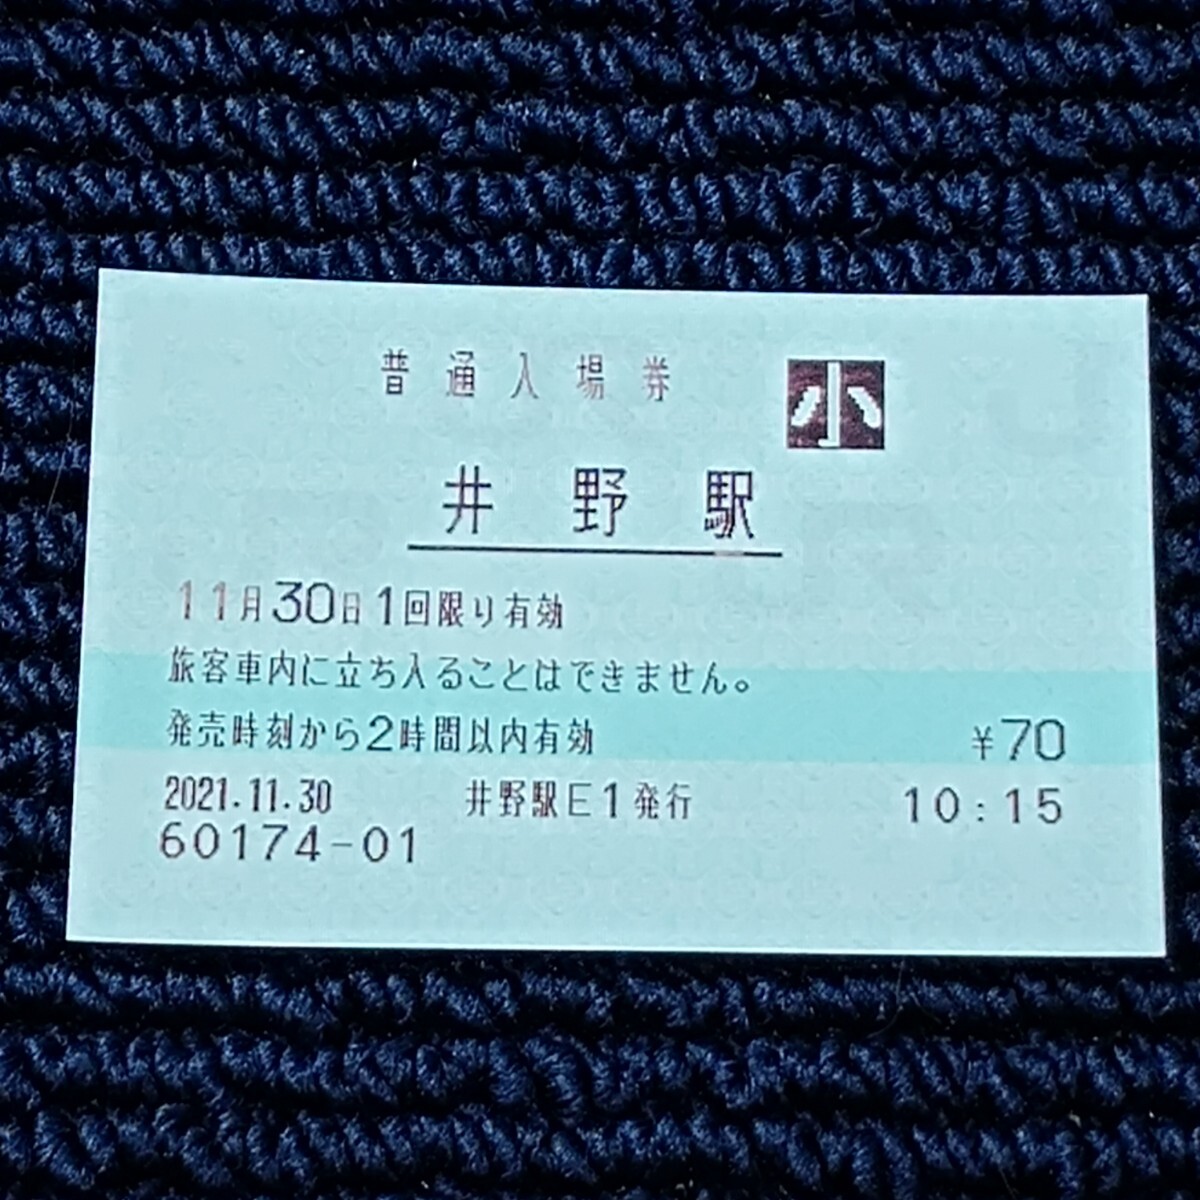 普通入場券 小
井野駅
11月30日1回限り有効
旅客車内に立ち入ることはできません。
発売時刻から2時間以内有効 ¥70
2021.11.30 井野駅E1発行 10:15
60174-01